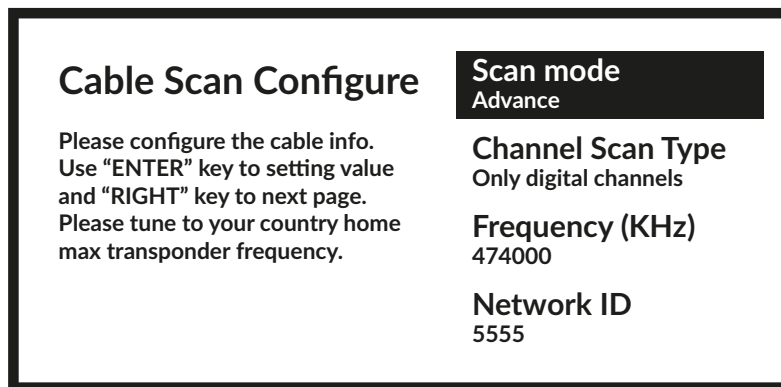 Cable Scan Configure
Please configure the cable info.
Use “ENTER” key to setting value
and “RIGHT” key to next page.
Please tune to your country home
max transponder frequency.
Scan mode
Advance
Channel Scan Type
Only digital channels
Frequency (KHz)
474000
Network ID
5555